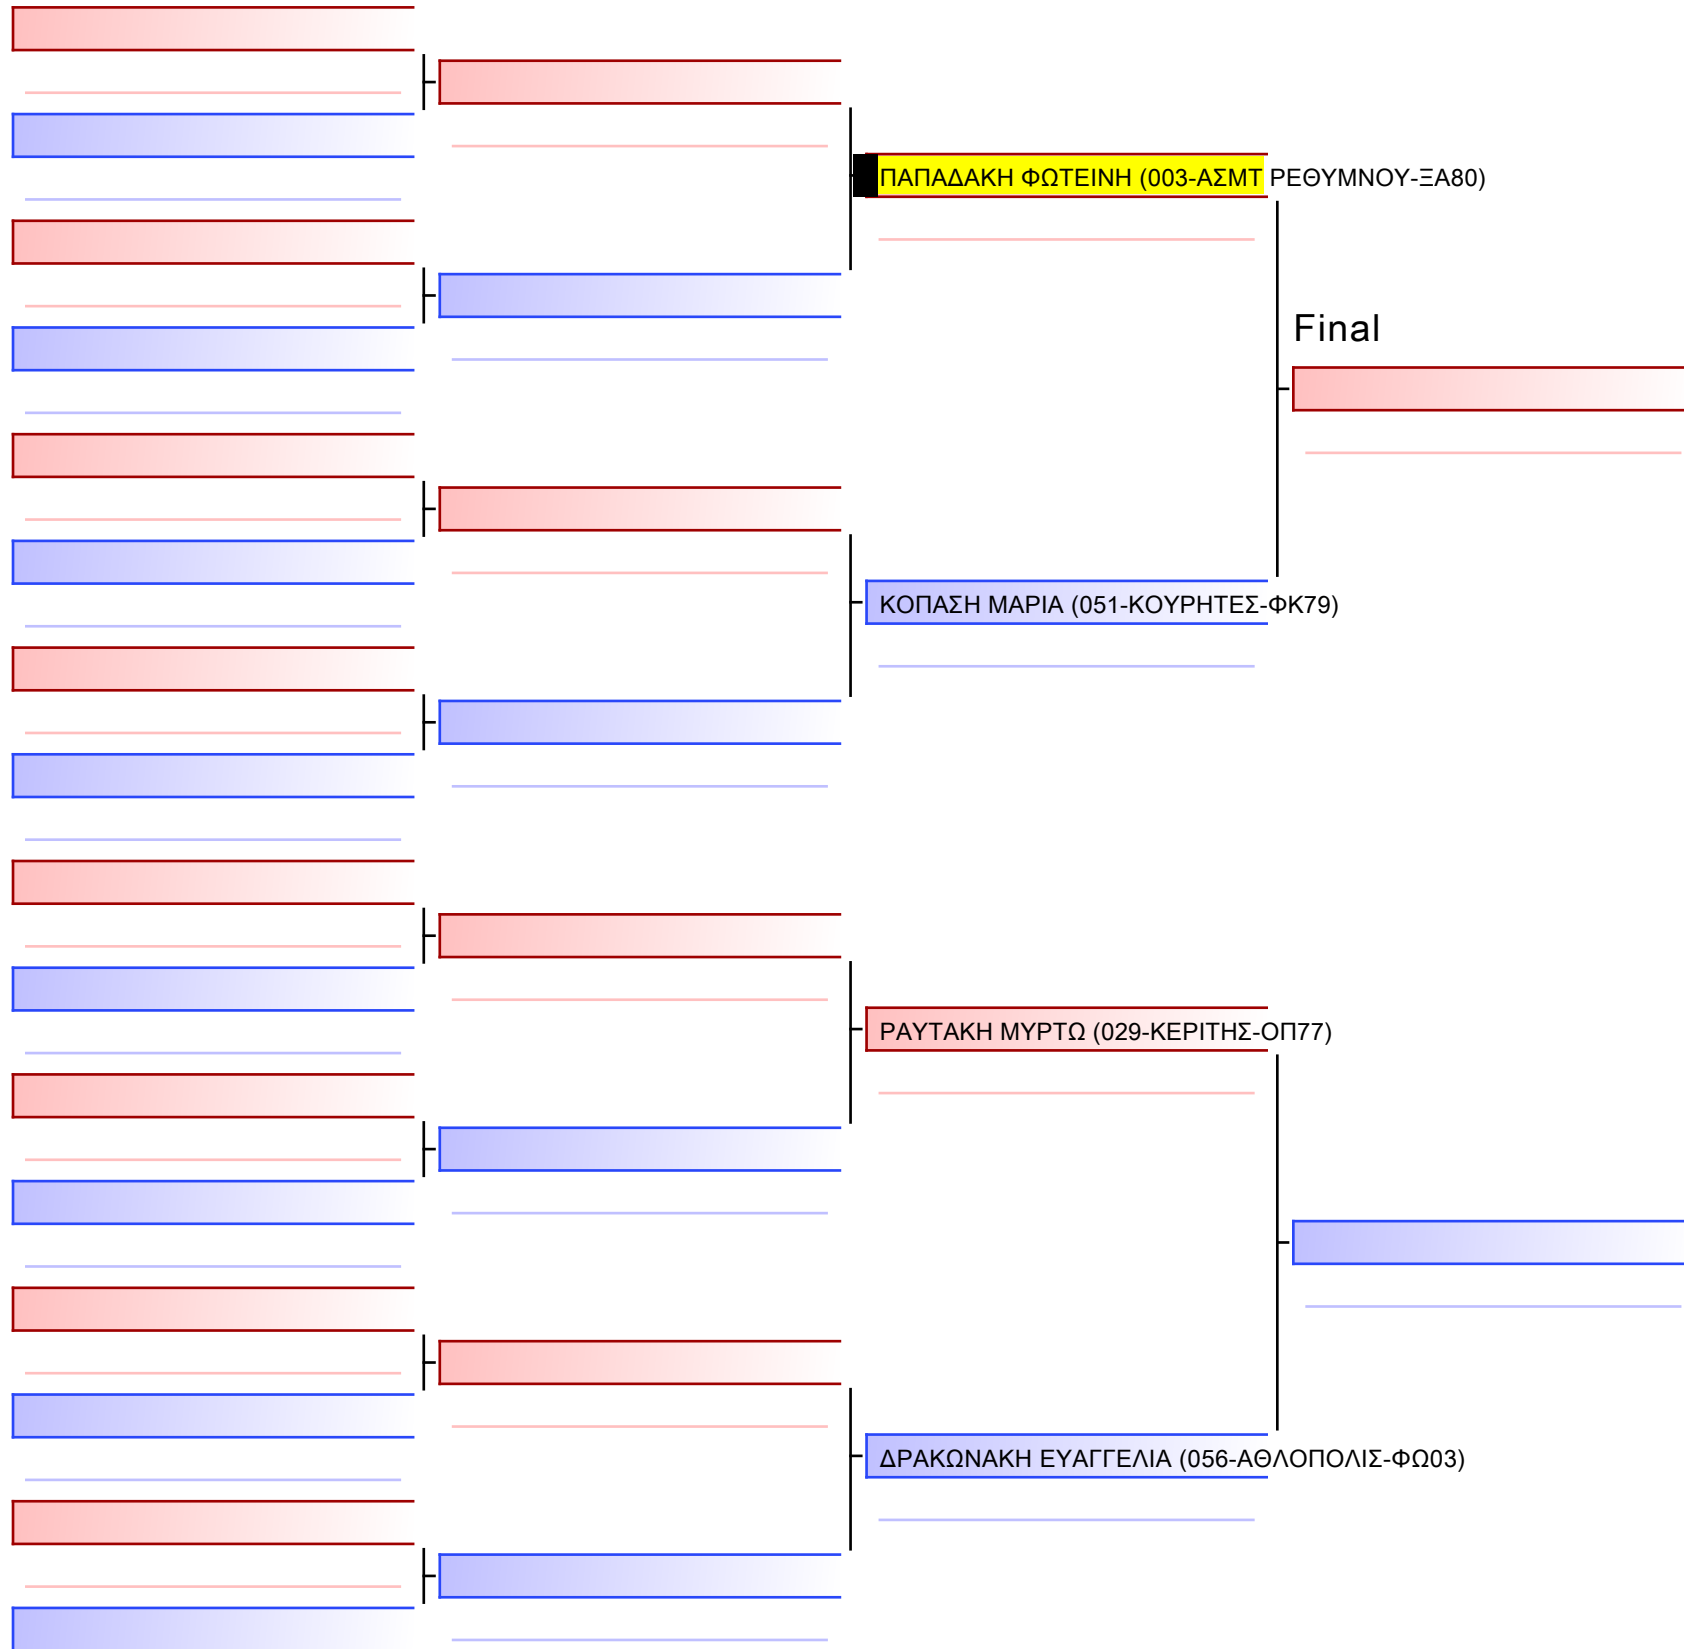 ΠΑΠΑΔΑΚΗ ΦΩΤΕΙΝΗ (003-ΑΣΜΤ ΡΕΘΥΜΝΟΥ-ΞΑ80)
Final
ΚΟΠΑΣΗ ΜΑΡΙΑ (051-ΚΟΥΡΗΤΕΣ-ΦΚ79)
ΡΑΥΤΑΚΗ ΜΥΡΤΩ (029-ΚΕΡΙΤΗΣ-ΟΠ77)
ΔΡΑΚΩΝΑΚΗ ΕΥΑΓΓΕΛΙΑ (056-ΑΘΛΟΠΟΛΙΣ-ΦΩ03)